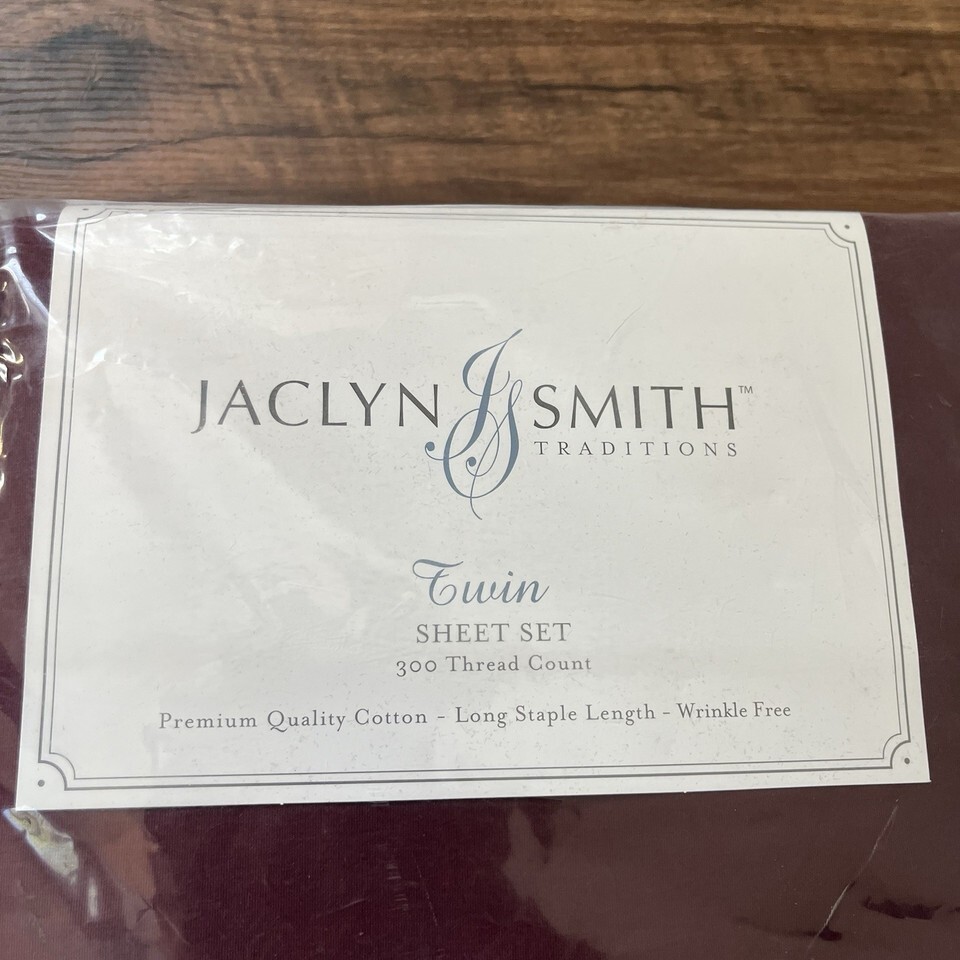 JACLYN JS SMITH™
TRADITIONS
Twin
SHEET SET
300 Thread Count
Premium Quality Cotton - Long Staple Length - Wrinkle Free